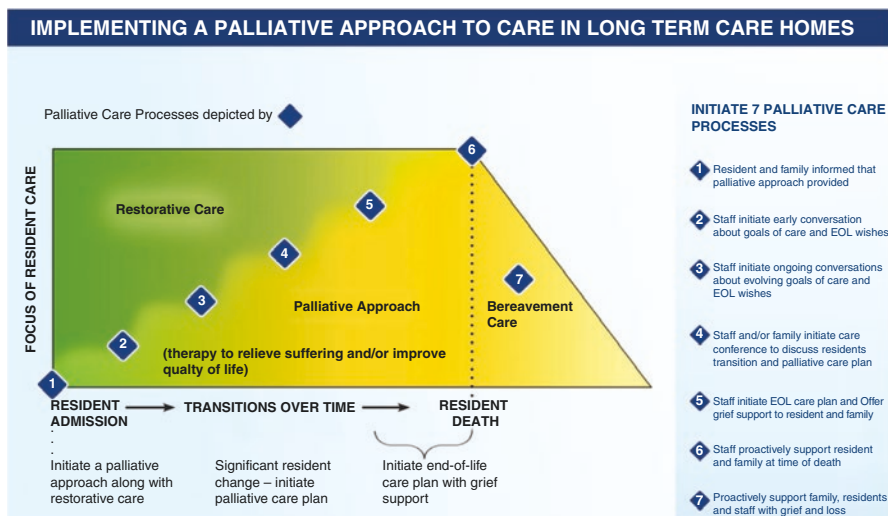 IMPLEMENTING A PALLIATIVE APPROACH TO CARE IN LONG TERM CARE HOMES
Palliative Care Processes depicted by
FOCUS OF RESIDENT CARE
Restorative Care
Palliative Approach
(therapy to relieve suffering and/or improve
qualty of life)
Bereavement
Care
1
2
3
4
5
6
7
RESIDENT
ADMISSION
TRANSITIONS OVER TIME
RESIDENT
DEATH
Initiate a palliative
approach along with
restorative care
Significant resident
change – initiate
palliative care plan
Initiate end-of-life
care plan with grief
support
INITIATE 7 PALLIATIVE CARE
PROCESSES
1 Resident and family informed that
palliative approach provided
2 Staff initiate early conversation
about goals of care and EOL wishes
3 Staff initiate ongoing conversations
about evolving goals of care and
EOL wishes
4 Staff and/or family initiate care
conference to discuss residents
transition and palliative care plan
5 Staff initiate EOL care plan and Offer
grief support to resident and family
6 Staff proactively support resident
and family at time of death
7 Proactively support family, residents
and staff with grief and loss